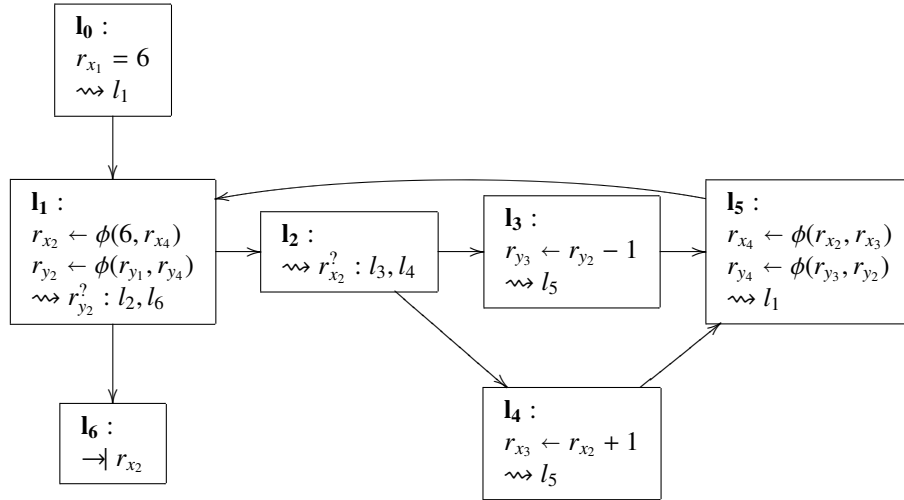 l₀ :
r_{x₁} = 6
⇝ l₁
l₁ :
r_{x₂} ← ϕ(6, r_{x₄})
r_{y₂} ← ϕ(r_{y₁}, r_{y₄})
⇝ r?_{y₂} : l₂, l₆
l₂ :
⇝ r?_{x₂} : l₃, l₄
l₃ :
r_{y₃} ← r_{y₂} − 1
⇝ l₅
l₅ :
r_{x₄} ← ϕ(r_{x₂}, r_{x₃})
r_{y₄} ← ϕ(r_{y₃}, r_{y₂})
⇝ l₁
l₆ :
→| r_{x₂}
l₄ :
r_{x₃} ← r_{x₂} + 1
⇝ l₅